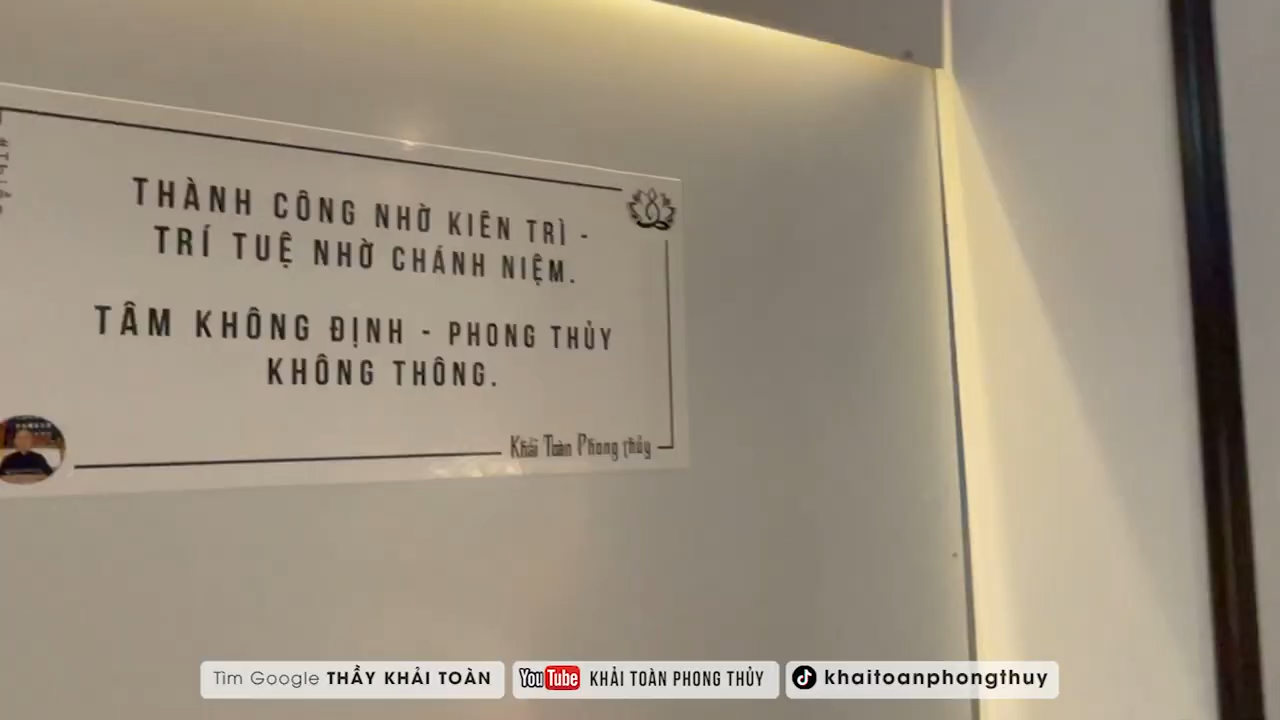 THÀNH CÔNG NHỜ KIÊN TRÌ -
TRÍ TUỆ NHỜ CHÁNH NIỆM.
TÂM KHÔNG ĐỊNH - PHONG THỦY
KHÔNG THÔNG.
Khải Toàn Phong thủy
Tìm Google THẦY KHẢI TOÀN
YouTube KHẢI TOÀN PHONG THỦY
khaitoanphongthuy